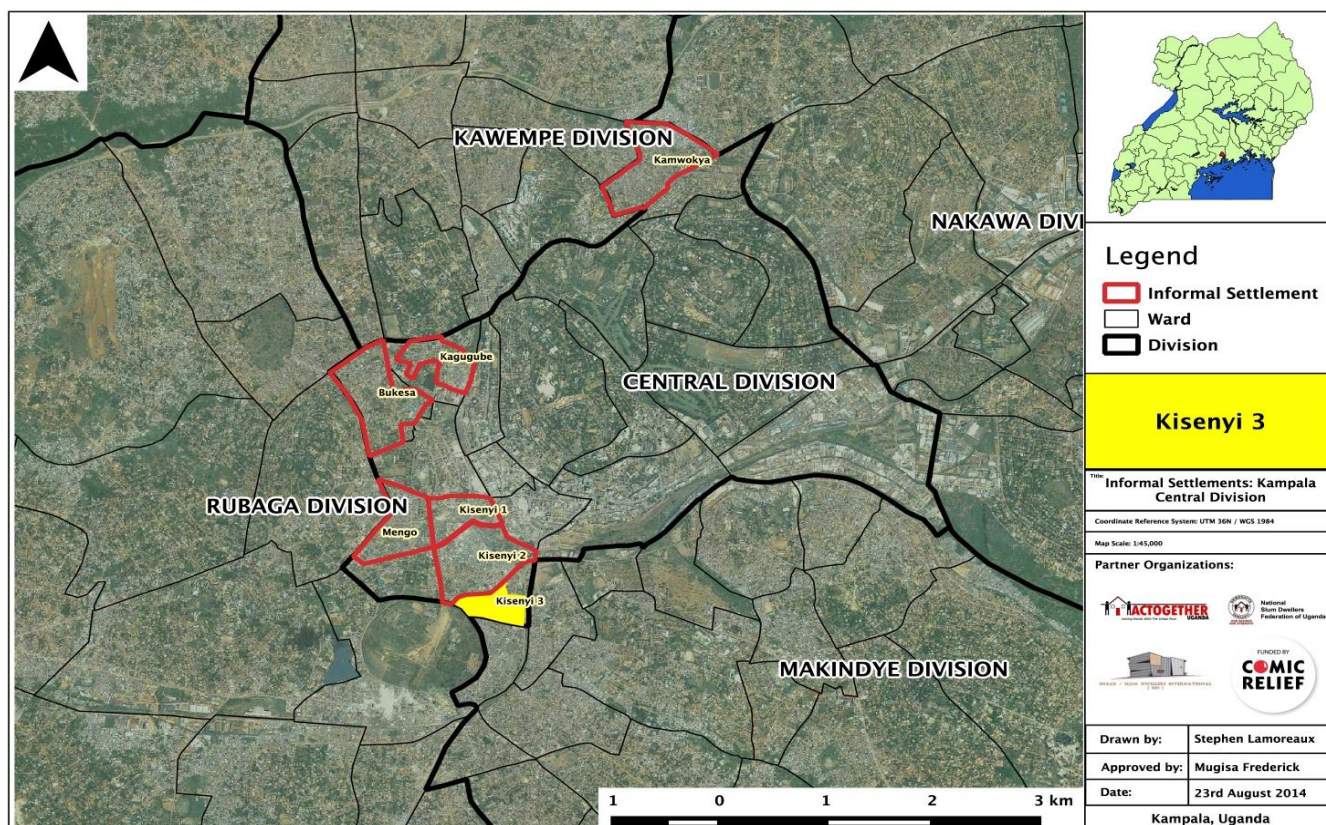 KAWEMPE DIVISION
Kamwokya
NAKAWA DIVI
Kagugube
Bukesa
CENTRAL DIVISION
RUBAGA DIVISION
Kisenyi 1
Mengo
Kisenyi 2
Kisenyi 3
MAKINDYE DIVISION
1 0 1 2 3 km
Legend
Informal Settlement
Ward
Division
Kisenyi 3
Title:
Informal Settlements: Kampala
Central Division
Coordinate Reference System: UTM 36N / WGS 1984
Map Scale: 1:45,000
Partner Organizations:
ACTOGETHER
UGANDA
National
Slum Dwellers
Federation of Uganda
FUNDED BY
COMIC
RELIEF
Drawn by: Stephen Lamoreaux
Approved by: Mugisa Frederick
Date: 23rd August 2014
Kampala, Uganda